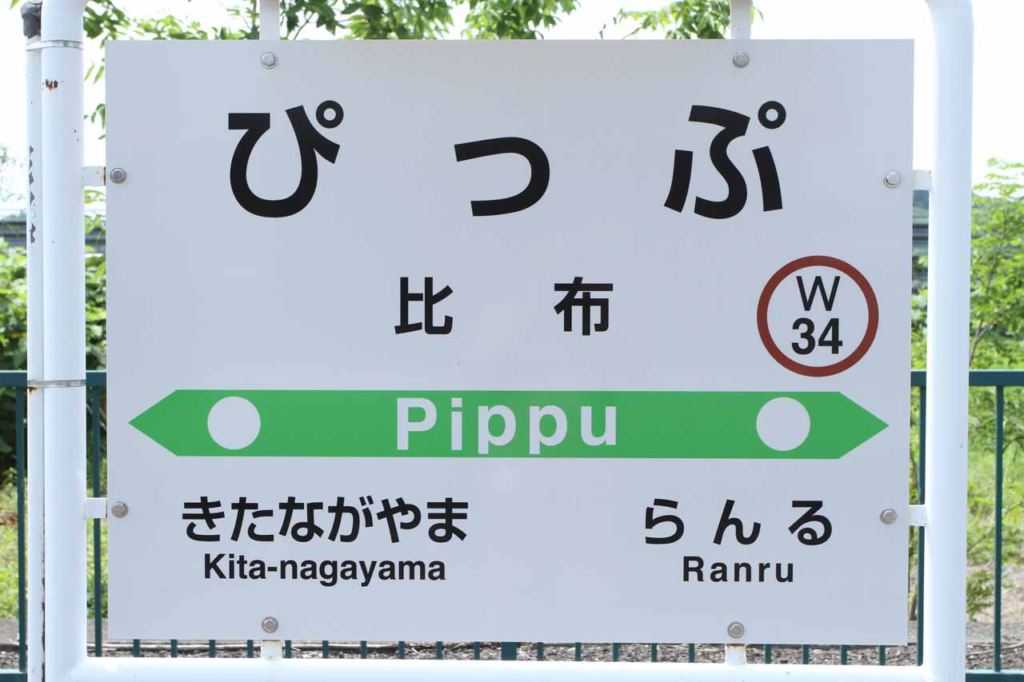 ぴっぷ
比布
W
34
Pippu
きたながやま
Kita-nagayama
らんる
Ranru